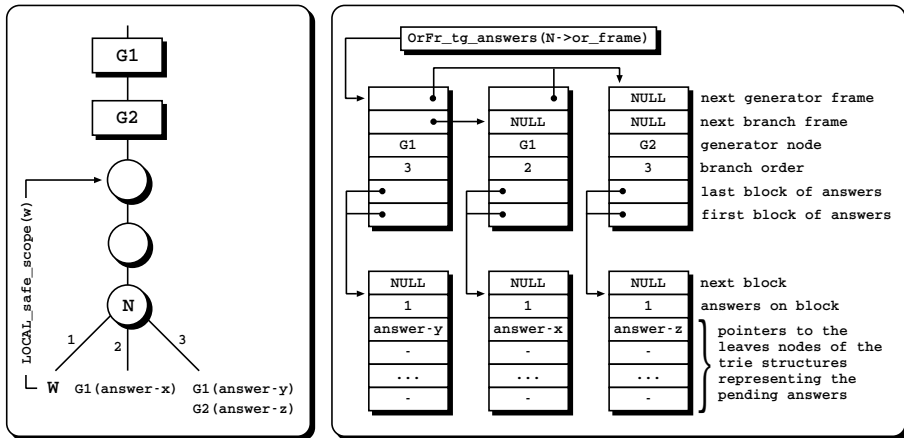 G1
G2
LOCAL_safe_scope(w)
N
1
2
3
W
G1(answer-x)
G1(answer-y)
G2(answer-z)
OrFr_tg_answers(N->or_frame)
NULL
next generator frame
NULL
NULL
next branch frame
G1
G1
G2
generator node
3
2
3
branch order
last block of answers
first block of answers
NULL
NULL
NULL
next block
1
1
1
answers on block
answer-y
answer-x
answer-z
-
-
-
...
...
...
-
-
-
pointers to the
leaves nodes of the
trie structures
representing the
pending answers